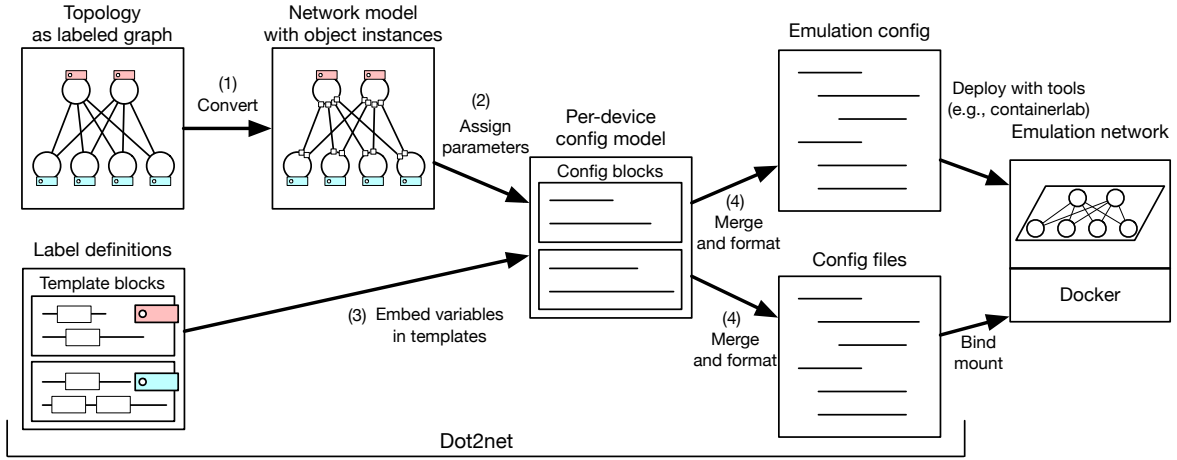 Topology
as labeled graph
(1)
Convert
Network model
with object instances
(2)
Assign
parameters
Label definitions
Template blocks
(3) Embed variables
in templates
Per-device
config model
Config blocks
(4)
Merge
and format
(4)
Merge
and format
Emulation config
Config files
Deploy with tools
(e.g., containerlab)
Emulation network
Docker
Bind
mount
Dot2net